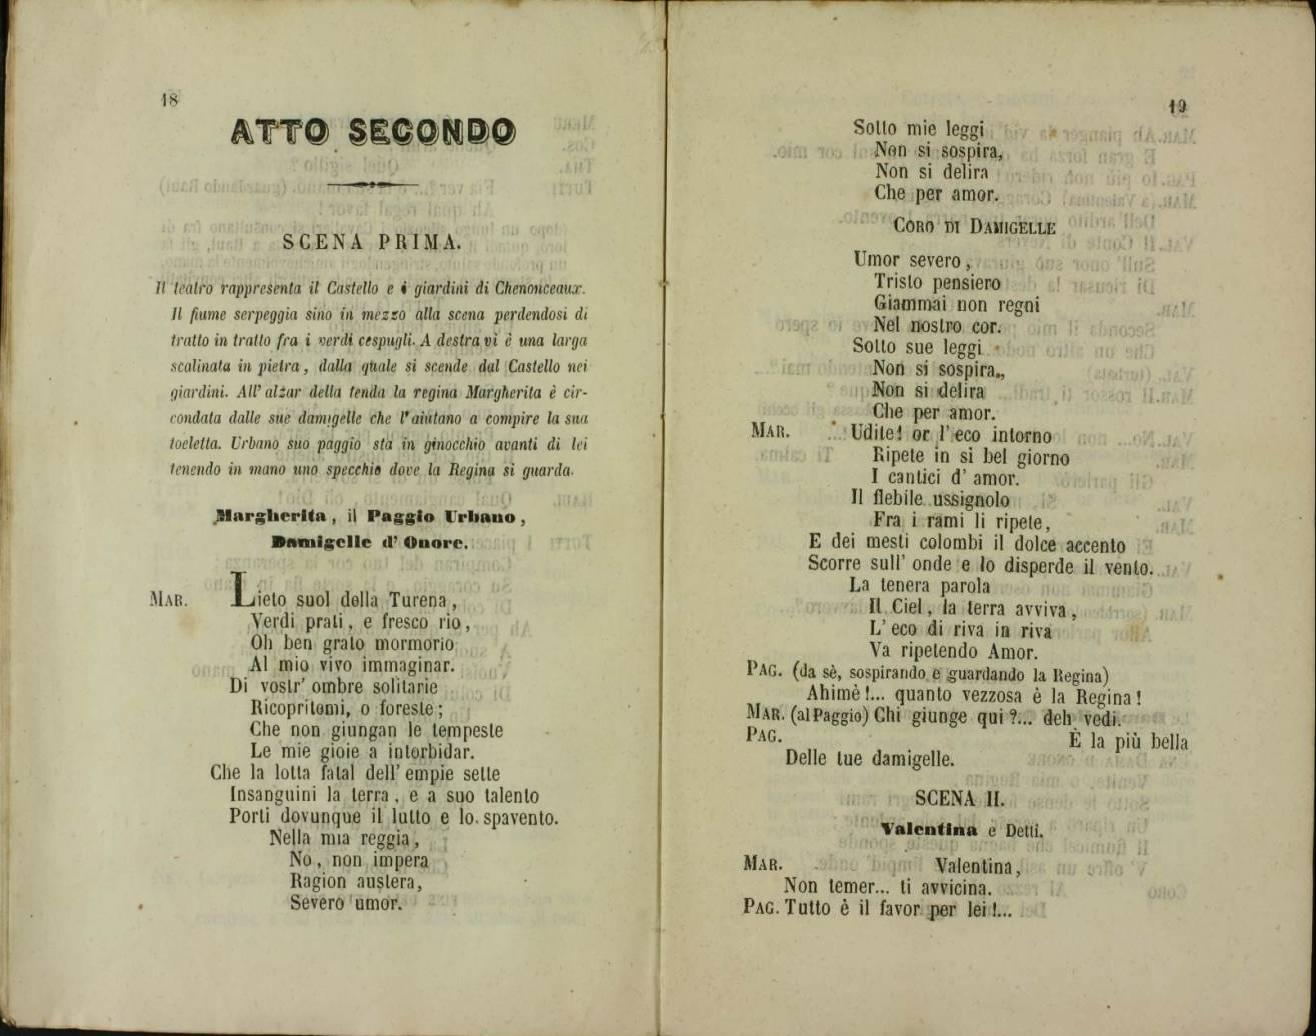 18
ATTO SECONDO
SCENA PRIMA.
Il teatro rappresenta il Castello e i giardini di Chenonceaux.
Il fiume serpeggia sino in mezzo alla scena perdendosi di
tratto in tratto fra i verdi cespugli. A destra vi è una larga
scalinata in pietra, dalla quale si scende dal Castello nei
giardini. All' alzar della tenda la regina Margherita è cir-
condata dalle sue damigelle che l'aiutano a compire la sua
toeletta. Urbano suo paggio sta in ginocchio avanti di lei
tenendo in mano uno specchio dove la Regina si guarda.
Margherita, il Paggio Urbano,
Damigelle d' Onore.
MAR. Lieto suol della Turena,
Verdi prati, e fresco rio,
Oh ben grato mormorio
Al mio vivo immaginar.
Di vostr' ombre solitarie
Ricopritemi, o foreste;
Che non giungan le tempeste
Le mie gioie a intorbidar.
Che la lotta fatal dell' empie sette
Insanguini la terra, e a suo talento
Porti dovunque il lutto e lo spavento.
Nella mia reggia,
No, non impera
Ragion austera,
Severo umor.
19
Sotto mie leggi
Non si sospira,
Non si delira
Che per amor.
CORO DI DAMIGELLE
Umor severo,
Tristo pensiero
Giammai non regni
Nel nostro cor.
Sotto sue leggi
Non si sospira,
Non si delira
Che per amor.
MAR. Udite! or l' eco intorno
Ripete in sì bel giorno
I cantici d' amor.
Il flebile ussignolo
Fra i rami li ripete,
E dei mesti colombi il dolce accento
Scorre sull' onde e lo disperde il vento.
La tenera parola
Il Ciel, la terra avviva,
L' eco di riva in riva
Va ripetendo Amor.
PAG. (da sè, sospirando e guardando la Regina)
Ahimè!... quanto vezzosa è la Regina!
MAR. (al Paggio) Chi giunge qui?... deh vedi.
PAG. È la più bella
Delle tue damigelle.
SCENA II.
Valentina e Detti.
MAR. Valentina,
Non temer... ti avvicina.
PAG. Tutto è il favor per lei!...